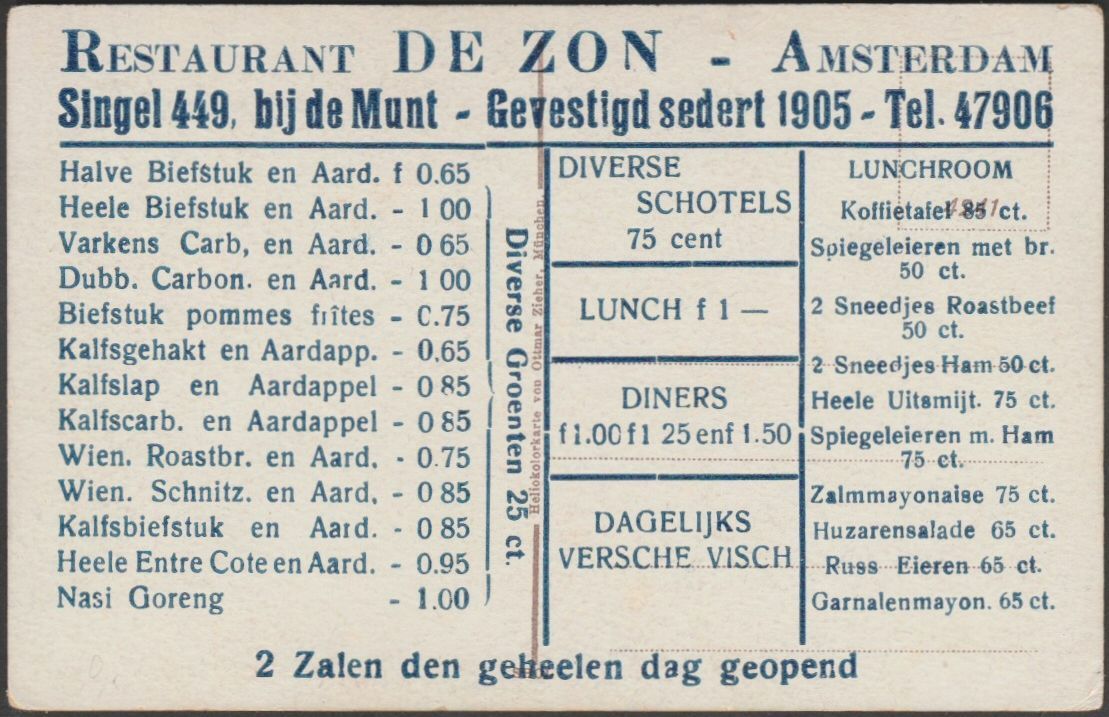 RESTAURANT DE ZON - AMSTERDAM
Singel 449, bij de Munt - Gevestigd sedert 1905 - Tel. 47906
Halve Biefstuk en Aard. f 0.65
Heele Biefstuk en Aard. - 1 00
Varkens Carb, en Aard. - 0 65
Dubb. Carbon. en Aard. - 1 00
Biefstuk pommes frîtes - 0.75
Kalfsgehakt en Aardapp. - 0.65
Kalfslap en Aardappel - 0 85
Kalfscarb. en Aardappel - 0 85
Wien. Roastbr. en Aard. - 0.75
Wien. Schnitz. en Aard. - 0 85
Kalfsbiefstuk en Aard. - 0 85
Heele Entre Cote en Aard. - 0.95
Nasi Goreng - 1.00
Diverse Groenten 25 ct.
Heliokolorkarte von Ottmar Zieher, München.
DIVERSE
SCHOTELS
75 cent
LUNCH f 1 —
DINERS
f 1.00 f 1 25 en f 1.50
DAGELIJKS
VERSCHE VISCH
LUNCHROOM
Koffietafel 85 ct.
Spiegeleieren met br.
50 ct.
2 Sneedjes Roastbeef
50 ct.
2 Sneedjes Ham 50 ct.
Heele Uitsmijt. 75 ct.
Spiegeleieren m. Ham
75 ct.
Zalmmayonaise 75 ct.
Huzarensalade 65 ct.
Russ Eieren 65 ct.
Garnalenmayon. 65 ct.
2 Zalen den geheelen dag geopend